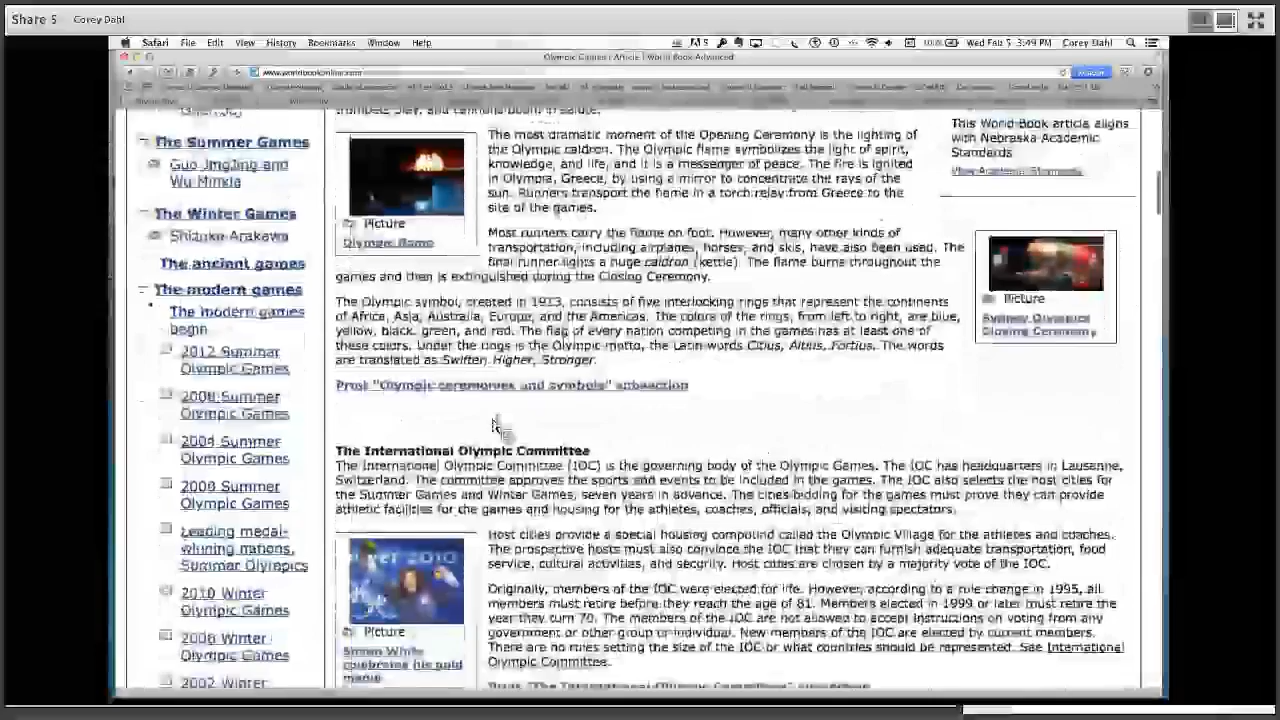 Share 5 Corey Dahl
Safari File Edit View History Bookmarks Window Help
Wed Feb 5 3:49 PM Corey Dahl
Olympic Games | Article | World Book Advanced
www.worldbookonline.com
The Summer Games
Guo Jingjing and
Wu Minxia
The Winter Games
Shizuka Arakawa
The ancient games
The modern games
The modern games
begin
2012 Summer
Olympic Games
2008 Summer
Olympic Games
2004 Summer
Olympic Games
Summer
Olympic Games
Leading medal-
winning nations,
Summer Olympics
2010 Winter
Olympic Games
2006 Winter
Olympic Games
2002 Winter
Picture
Olympic flame
The most dramatic moment of the Opening Ceremony is the lighting of
the Olympic caldron. The Olympic flame symbolizes the light of spirit,
knowledge, and life, and it is a messenger of peace. The fire is ignited
in Olympia, Greece, by using a mirror to concentrate the rays of the
sun. Runners transport the flame in a torch relay from Greece to the
site of the games.
Most runners carry the flame on foot. However, many other kinds of
transportation, including airplanes, horses, and skis, have also been used. The
final runner lights a huge caldron (kettle). The flame burns throughout the
games and then is extinguished during the Closing Ceremony.
The Olympic symbol, created in 1913, consists of five interlocking rings that represent the continents
of Africa, Asia, Australia, Europe, and the Americas. The colors of the rings, from left to right, are blue,
yellow, black, green, and red. The flag of every nation competing in the games has at least one of
these colors. Under the rings is the Olympic motto, the Latin words Citius, Altius, Fortius. The words
are translated as Swifter, Higher, Stronger.
Print "Olympic ceremonies and symbols" subsection
The International Olympic Committee
The International Olympic Committee (IOC) is the governing body of the Olympic Games. The IOC has headquarters in Lausanne,
Switzerland. The committee approves the sports and events to be included in the games. The IOC also selects the host cities for
the Summer Games and Winter Games, seven years in advance. The cities bidding for the games must prove they can provide
athletic facilities for the games and housing for the athletes, coaches, officials, and visiting spectators.
Picture
Shaun White
celebrates his gold
medal
Host cities provide a special housing compound called the Olympic Village for the athletes and coaches.
The prospective hosts must also convince the IOC that they can furnish adequate transportation, food
service, cultural activities, and security. Host cities are chosen by a majority vote of the IOC.
Originally, members of the IOC were elected for life. However, according to a rule change in 1995, all
members must retire before they reach the age of 81. Members elected in 1999 or later must retire the
year they turn 70. The members of the IOC are not allowed to accept instructions on voting from any
government or other group or individual. New members of the IOC are elected by current members.
There are no rules setting the size of the IOC or what countries should be represented. See International
Olympic Committee.
Print "The International Olympic Committee" subsection
This World Book article aligns
with Nebraska Academic
Standards
View Academic Standards
Picture
Sydney Olympics
Closing Ceremony